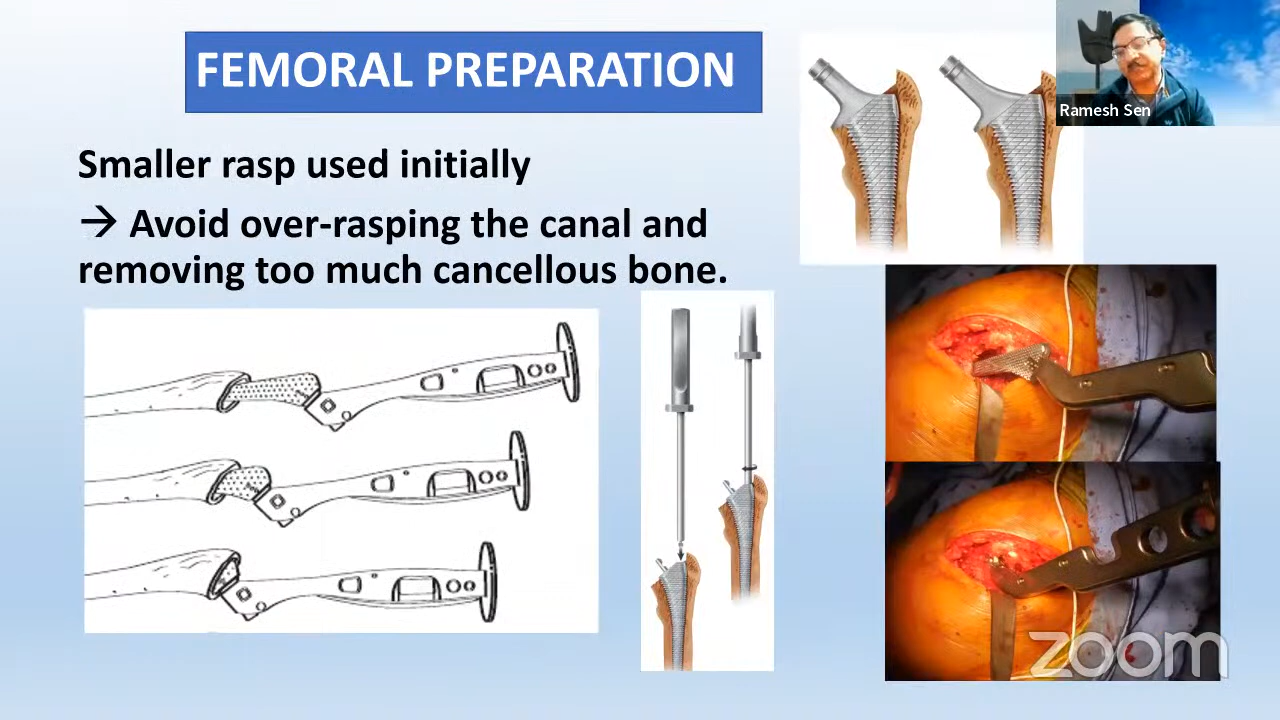 FEMORAL PREPARATION
Ramesh Sen
Smaller rasp used initially
→ Avoid over-rasping the canal and
removing too much cancellous bone.
zoom